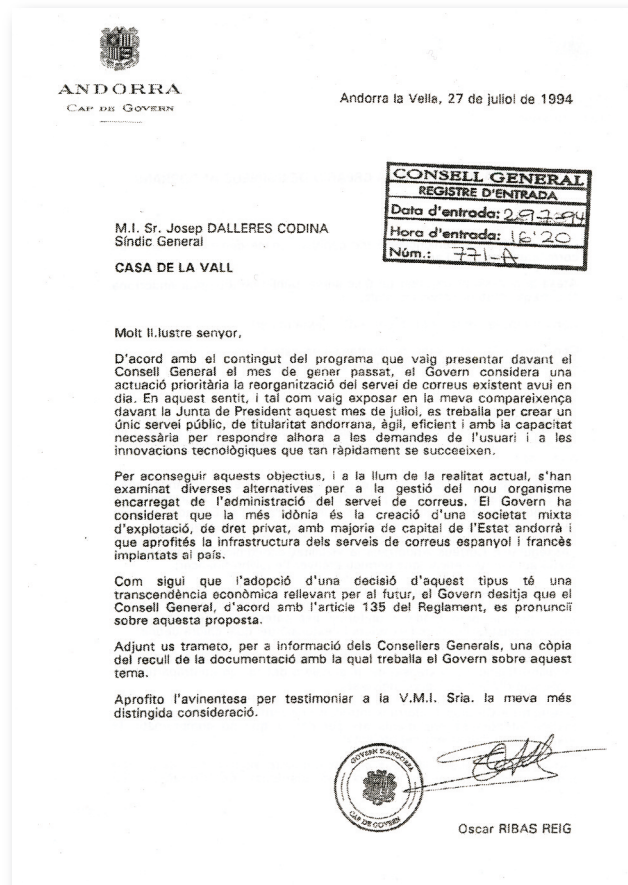 ANDORRA
CAP DE GOVERN
Andorra la Vella, 27 de juliol de 1994
CONSELL GENERAL
REGISTRE D'ENTRADA
Data d'entrada: 29-7-94
Hora d'entrada: 16'20
Núm.: 771-A
M.I. Sr. Josep DALLERES CODINA
Síndic General
CASA DE LA VALL
Molt Il.lustre senyor,
D'acord amb el contingut del programa que vaig presentar davant el
Consell General el mes de gener passat, el Govern considera una
actuació prioritària la reorganització del servei de correus existent avui en
dia. En aquest sentit, i tal com vaig exposar en la meva compareixença
davant la Junta de President aquest mes de juliol, es treballa per crear un
únic servei públic, de titularitat andorrana, àgil, eficient i amb la capacitat
necessària per respondre alhora a les demandes de l'usuari i a les
innovacions tecnològiques que tan ràpidament se succeeixen.
Per aconseguir aquests objectius, i a la llum de la realitat actual, s'han
examinat diverses alternatives per a la gestió del nou organisme
encarregat de l'administració del servei de correus. El Govern ha
considerat que la més idònia és la creació d'una societat mixta
d'explotació, de dret privat, amb majoria de capital de l'Estat andorrà i
que aprofités la infrastructura dels serveis de correus espanyol i francès
implantats al país.
Com sigui que l'adopció d'una decisió d'aquest tipus té una
transcendència econòmica rellevant per al futur, el Govern desitja que el
Consell General, d'acord amb l'article 135 del Reglament, es pronunciï
sobre aquesta proposta.
Adjunt us trameto, per a informació dels Consellers Generals, una còpia
del recull de la documentació amb la qual treballa el Govern sobre aquest
tema.
Aprofito l'avinentesa per testimoniar a la V.M.I. Sria. la meva més
distingida consideració.
GOVERN D'ANDORRA
CAP DE GOVERN
Oscar RIBAS REIG